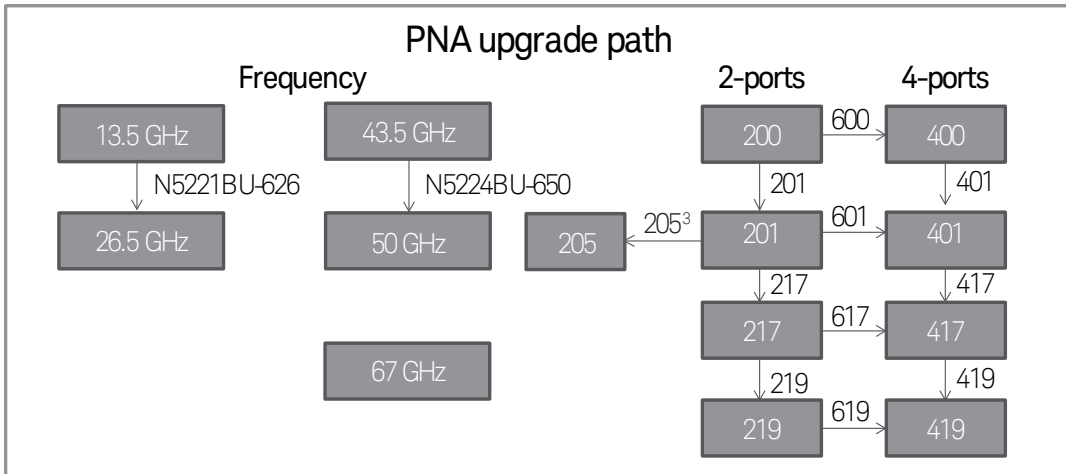 PNA upgrade path
Frequency
2-ports
4-ports
13.5 GHz
43.5 GHz
200
600
400
N5221BU-626
N5224BU-650
201
401
26.5 GHz
50 GHz
205
205³
201
601
401
217
417
217
617
417
67 GHz
219
419
219
619
419